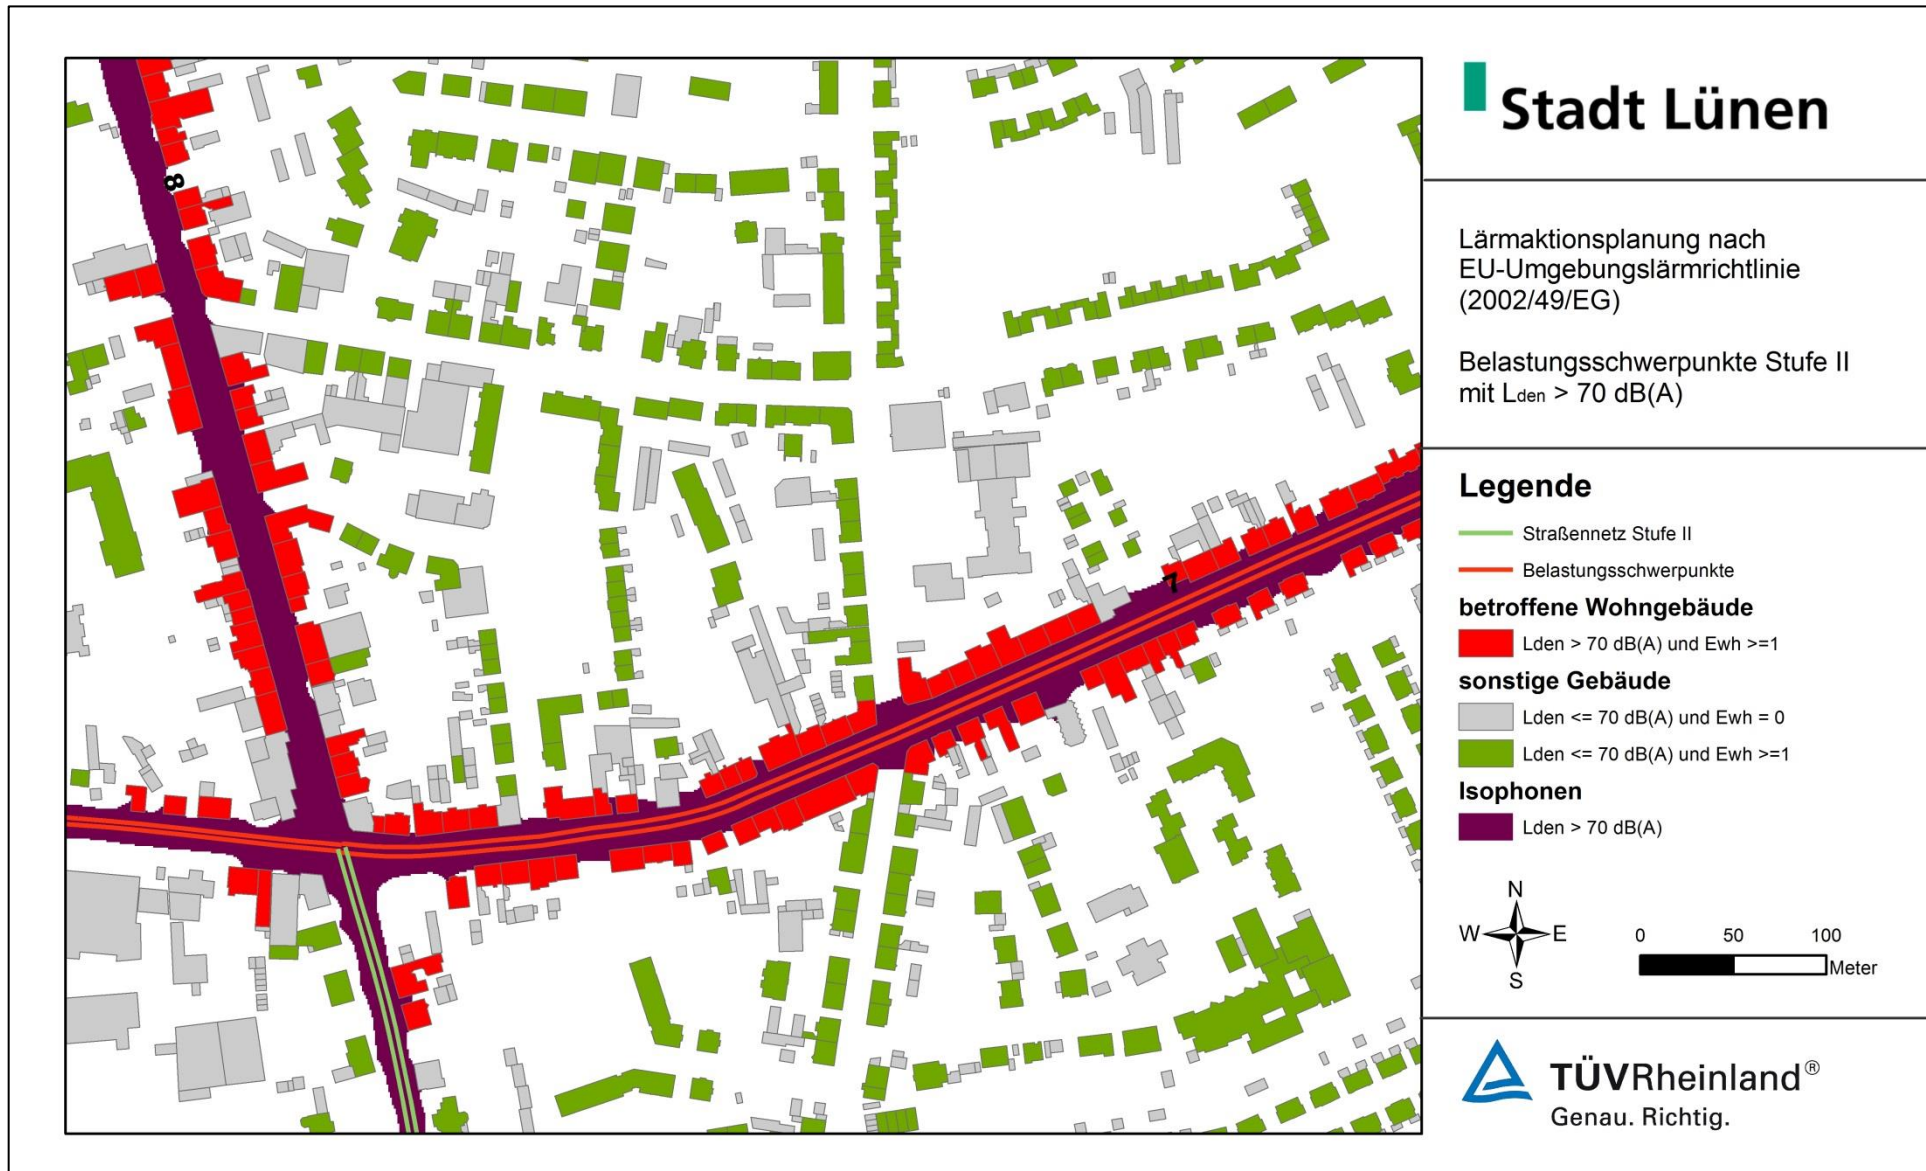 8
7
Stadt Lünen
Lärmaktionsplanung nach
EU-Umgebungslärmrichtlinie
(2002/49/EG)
Belastungsschwerpunkte Stufe II
mit Lden > 70 dB(A)
Legende
Straßennetz Stufe II
Belastungsschwerpunkte
betroffene Wohngebäude
Lden > 70 dB(A) und Ewh >=1
sonstige Gebäude
Lden <= 70 dB(A) und Ewh = 0
Lden <= 70 dB(A) und Ewh >=1
Isophonen
Lden > 70 dB(A)
N
W E
S
0 50 100
Meter
TÜVRheinland®
Genau. Richtig.